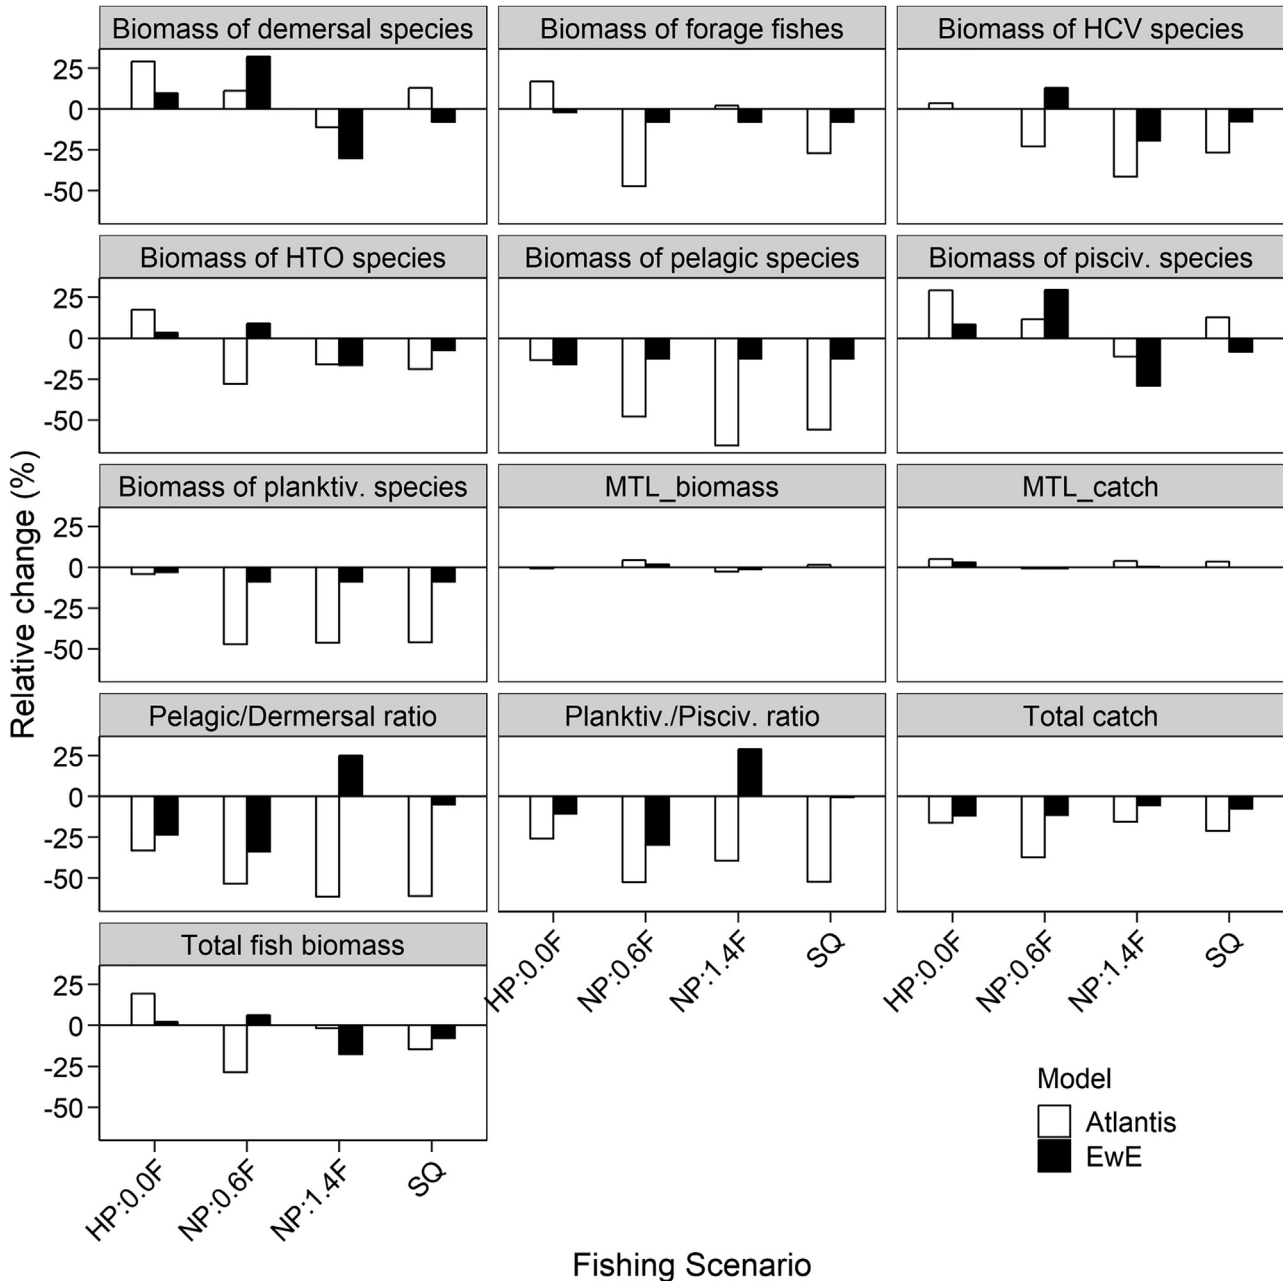 Biomass of demersal species
Biomass of forage fishes
Biomass of HCV species
25
0
-25
-50
Biomass of HTO species
Biomass of pelagic species
Biomass of pisciv. species
25
0
-25
-50
Biomass of planktiv. species
MTL_biomass
MTL_catch
25
0
-25
-50
Pelagic/Dermersal ratio
Planktiv./Pisciv. ratio
Total catch
25
0
-25
-50
HP:0.0F
NP:0.6F
NP:1.4F
SQ
HP:0.0F
NP:0.6F
NP:1.4F
SQ
Total fish biomass
25
0
-25
-50
HP:0.0F
NP:0.6F
NP:1.4F
SQ
Relative change (%)
Fishing Scenario
Model
Atlantis
EwE